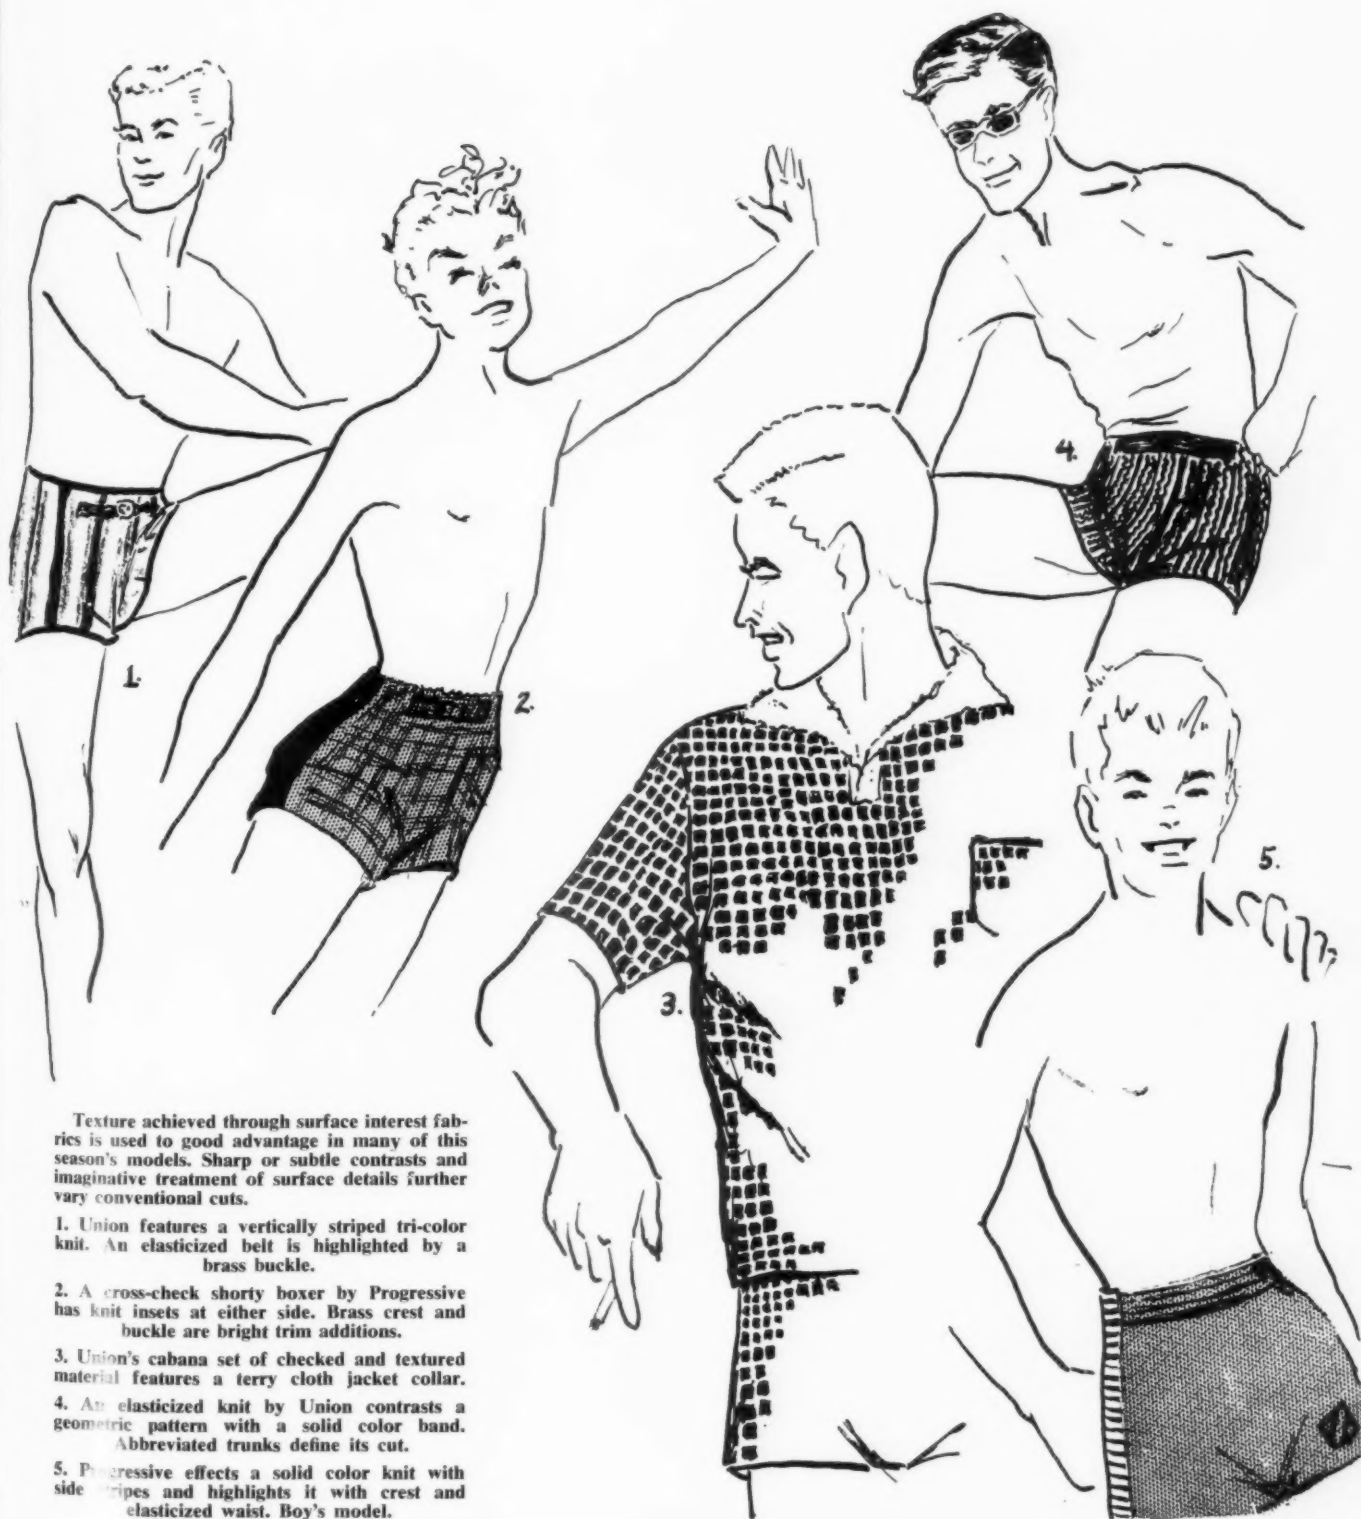 4.
1.
2.
5.
3.
Texture achieved through surface interest fab-
rics is used to good advantage in many of this
season's models. Sharp or subtle contrasts and
imaginative treatment of surface details further
vary conventional cuts.
1. Union features a vertically striped tri-color
knit. An elasticized belt is highlighted by a
brass buckle.
2. A cross-check shorty boxer by Progressive
has knit insets at either side. Brass crest and
buckle are bright trim additions.
3. Union's cabana set of checked and textured
material features a terry cloth jacket collar.
4. An elasticized knit by Union contrasts a
geometric pattern with a solid color band.
Abbreviated trunks define its cut.
5. Progressive effects a solid color knit with
side stripes and highlights it with crest and
elasticized waist. Boy's model.